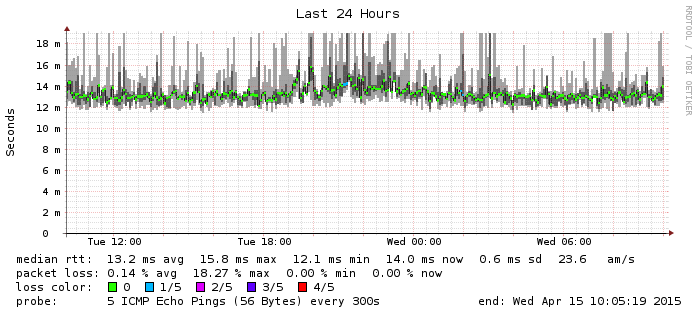 Last 24 Hours
RRDTOOL / TOBI OETIKER
Seconds
18 m
16 m
14 m
12 m
10 m
8 m
6 m
4 m
2 m
0
Tue 12:00 Tue 18:00 Wed 00:00 Wed 06:00
median rtt: 13.2 ms avg 15.8 ms max 12.1 ms min 14.0 ms now 0.6 ms sd 23.6 am/s
packet loss: 0.14 % avg 18.27 % max 0.00 % min 0.00 % now
loss color: 0 1/5 2/5 3/5 4/5
probe: 5 ICMP Echo Pings (56 Bytes) every 300s end: Wed Apr 15 10:05:19 2015